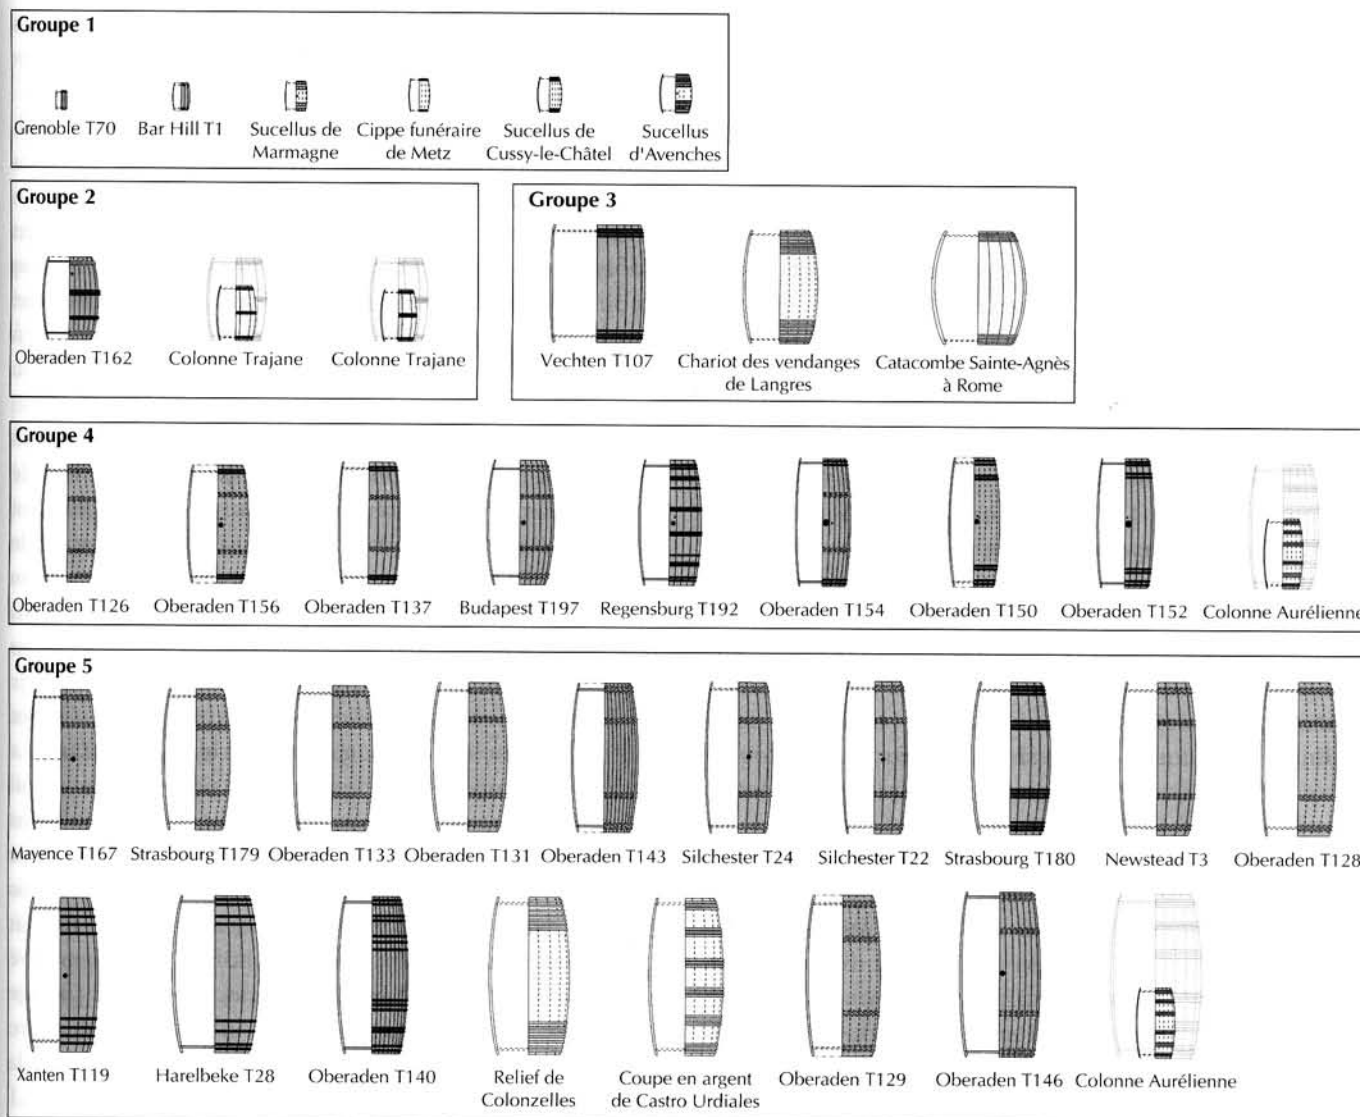 Groupe 1
Grenoble T70 Bar Hill T1 Sucellus de Marmagne Cippe funéraire de Metz Sucellus de Cussy-le-Châtel Sucellus d'Avenches
Groupe 2
Oberaden T162 Colonne Trajane Colonne Trajane
Groupe 3
Vechten T107 Chariot des vendanges de Langres Catacombe Sainte-Agnès à Rome
Groupe 4
Oberaden T126 Oberaden T156 Oberaden T137 Budapest T197 Regensburg T192 Oberaden T154 Oberaden T150 Oberaden T152 Colonne Aurélienne
Groupe 5
Mayence T167 Strasbourg T179 Oberaden T133 Oberaden T131 Oberaden T143 Silchester T24 Silchester T22 Strasbourg T180 Newstead T3 Oberaden T128
Xanten T119 Harelbeke T28 Oberaden T140 Relief de Colonzelles Coupe en argent de Castro Urdiales Oberaden T129 Oberaden T146 Colonne Aurélienne